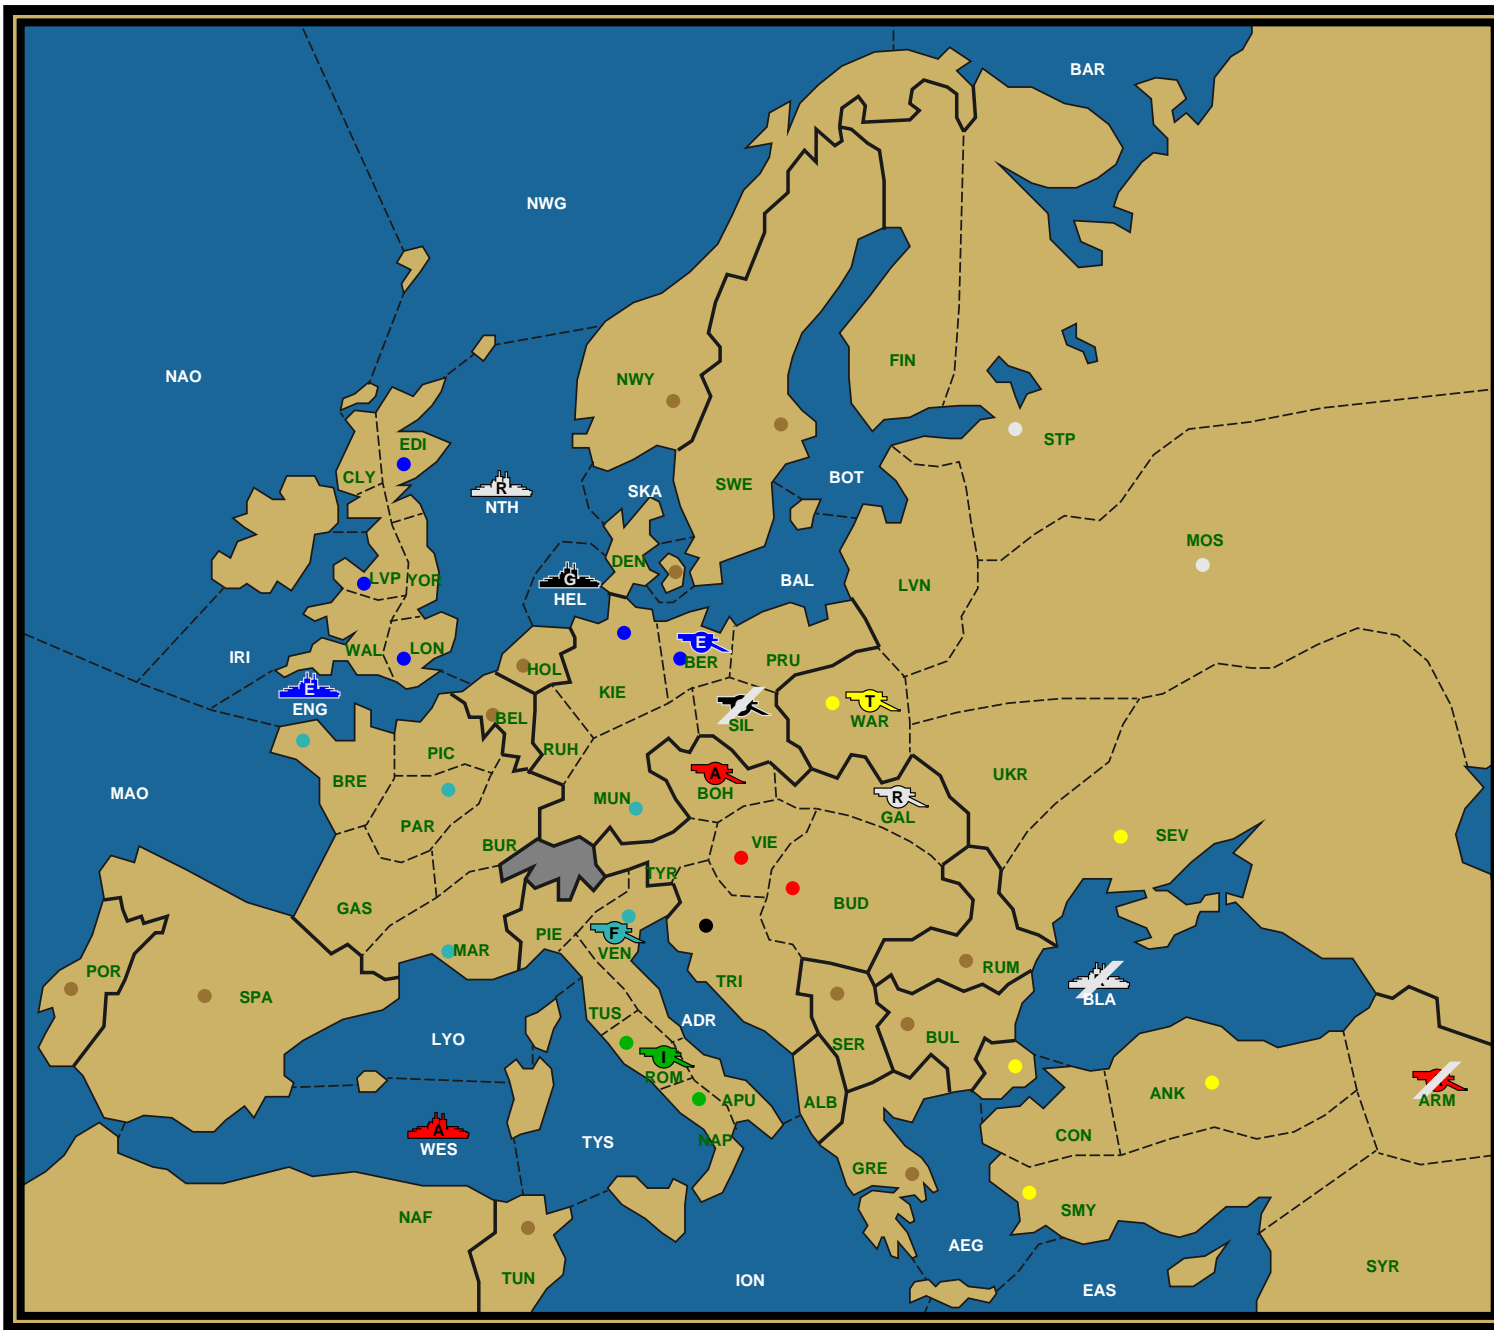 BAR
NWG
NAO
FIN
NWY
STP
EDI
CLY
SWE
BOT
SKA
R
NTH
MOS
DEN
LVP
YOR
BAL
LVN
G
HEL
IRI
WAL
LON
HOL
KIE
E
BER
PRU
E
ENG
BEL
SIL
T
WAR
PIC
RUH
BRE
MAO
A
BOH
UKR
MUN
R
GAL
PAR
BUR
VIE
SEV
TYR
BUD
GAS
PIE
F
VEN
MAR
POR
SPA
TRI
RUM
BLA
TUS
ADR
LYO
SER
BUL
I
ROM
ANK
ARM
APU
ALB
A
WES
TYS
NAP
CON
GRE
SMY
NAF
AEG
TUN
ION
EAS
SYR